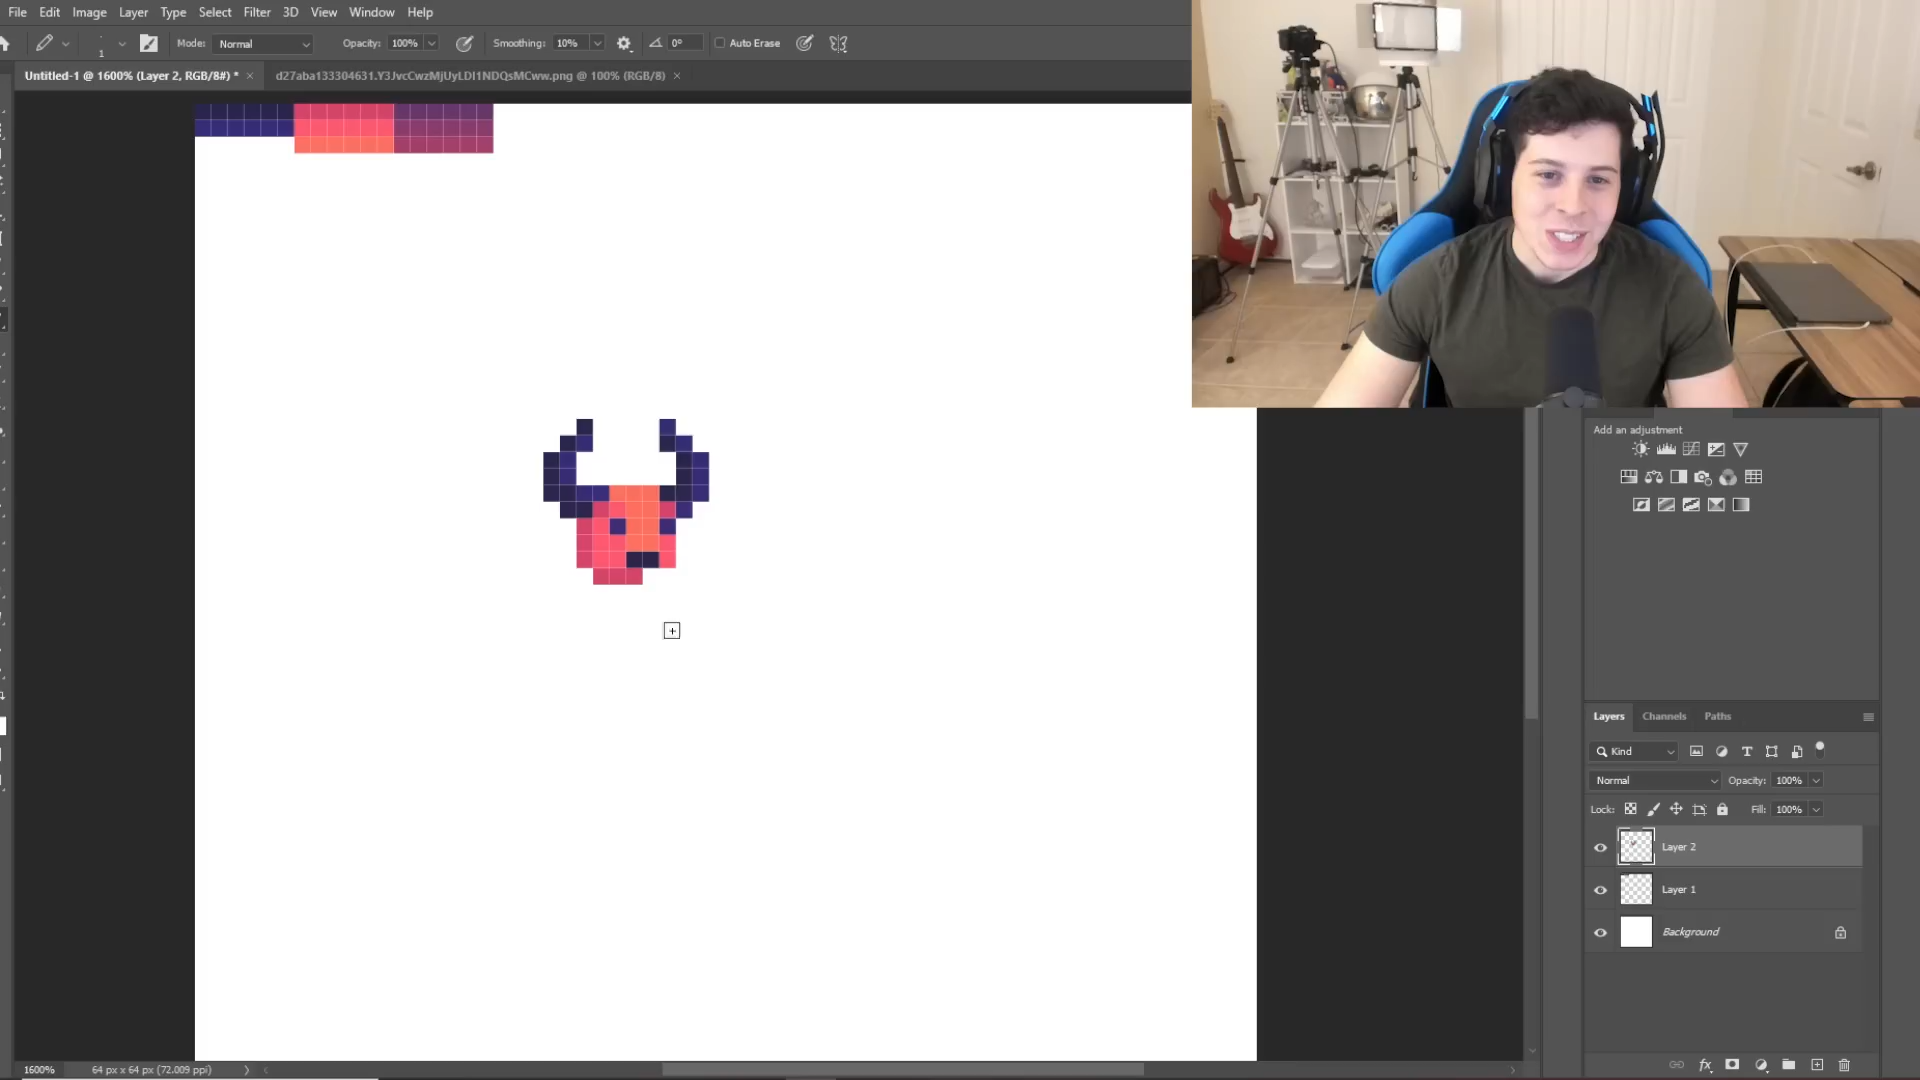 File Edit Image Layer Type Select Filter 3D View Window Help
1 Mode: Normal Opacity: 100% Smoothing: 10% 0° Auto Erase
Untitled-1 @ 1600% (Layer 2, RGB/8#) * × d27aba133304631.Y3JvcCwzMjUyLDI1NDQsMCww.png @ 100% (RGB/8) ×
Add an adjustment
Layers Channels Paths
Kind
Normal Opacity: 100%
Lock: Fill: 100%
Layer 2
Layer 1
Background
fx
1600% 64 px x 64 px (72.009 ppi)